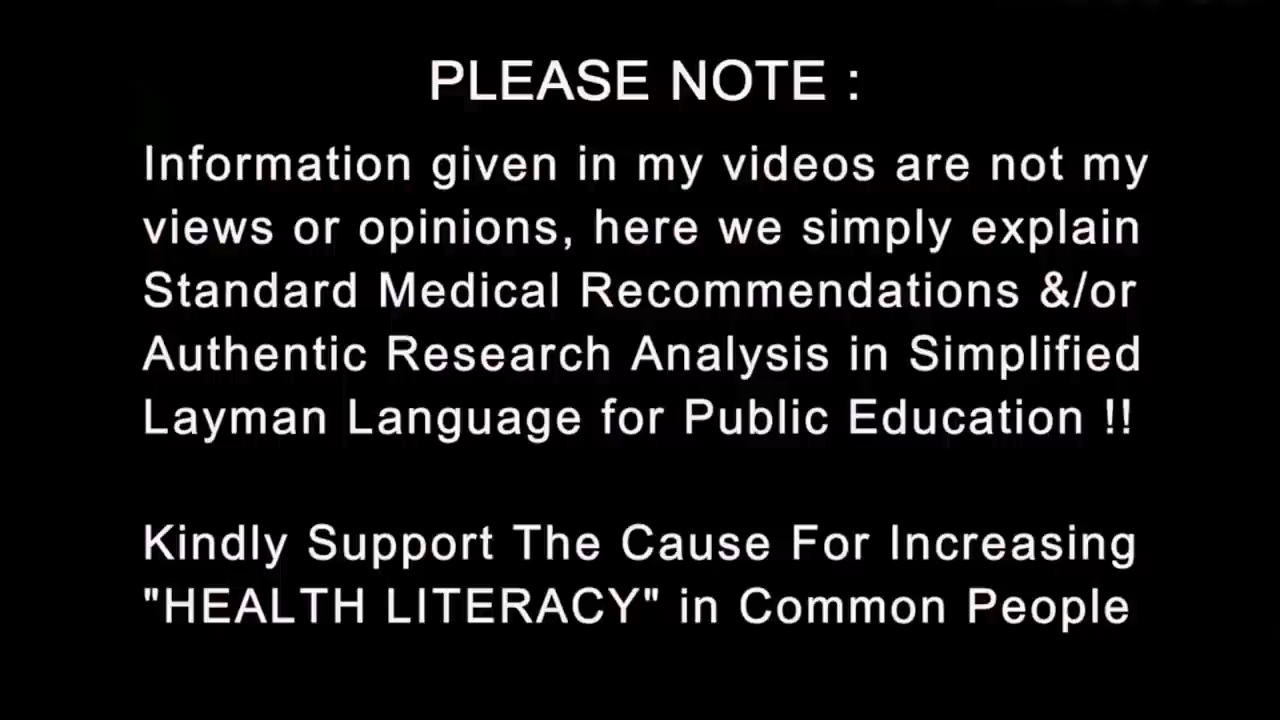 PLEASE NOTE :
Information given in my videos are not my
views or opinions, here we simply explain
Standard Medical Recommendations &/or
Authentic Research Analysis in Simplified
Layman Language for Public Education !!
Kindly Support The Cause For Increasing
"HEALTH LITERACY" in Common People